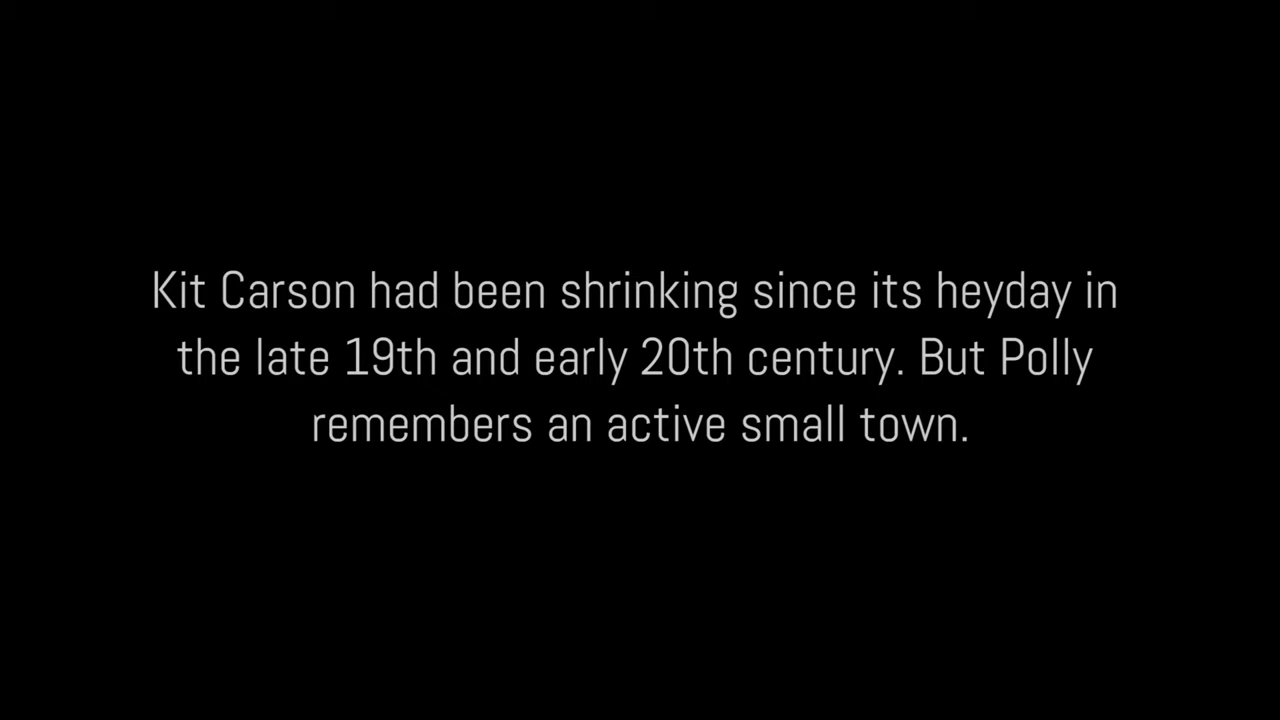 Kit Carson had been shrinking since its heyday in
the late 19th and early 20th century. But Polly
remembers an active small town.